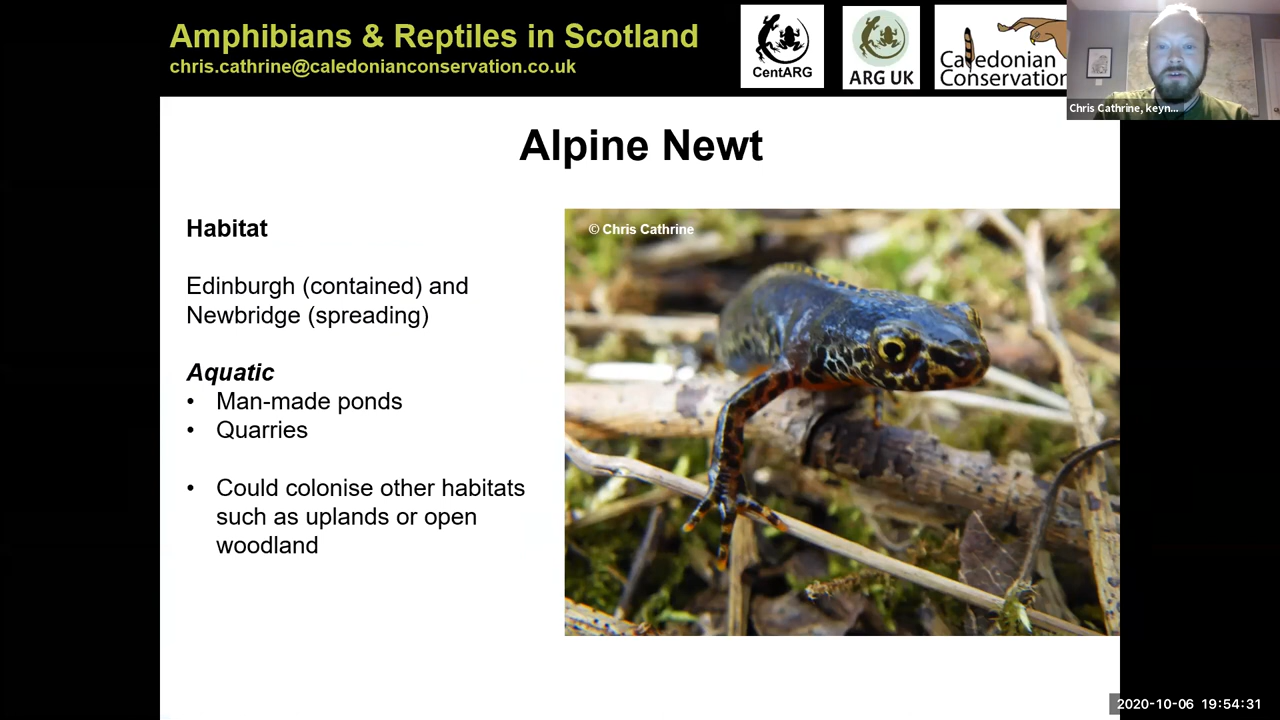 Amphibians & Reptiles in Scotland
chris.cathrine@caledonianconservation.co.uk
CentARG
ARG UK
Caledonian
Conservation
Chris Cathrine, keyn...
Alpine Newt
Habitat
© Chris Cathrine
Edinburgh (contained) and
Newbridge (spreading)
Aquatic
• Man-made ponds
• Quarries
• Could colonise other habitats
such as uplands or open
woodland
2020-10-06 19:54:31